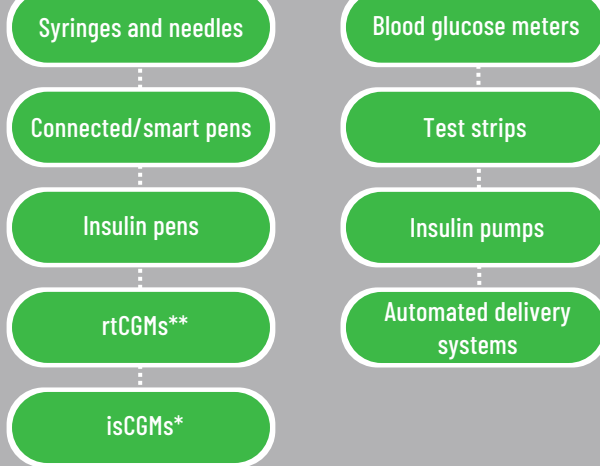 Syringes and needles
Connected/smart pens
Insulin pens
rtCGMs**
isCGMs*
Blood glucose meters
Test strips
Insulin pumps
Automated delivery
systems